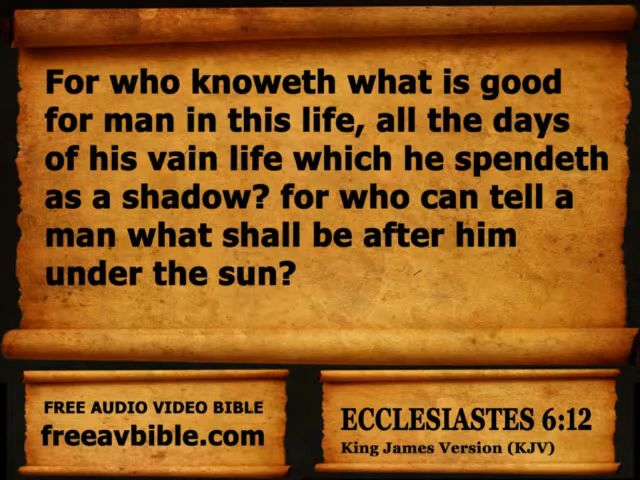 For who knoweth what is good
for man in this life, all the days
of his vain life which he spendeth
as a shadow? for who can tell a
man what shall be after him
under the sun?
FREE AUDIO VIDEO BIBLE
freeavbible.com
ECCLESIASTES 6:12
King James Version (KJV)